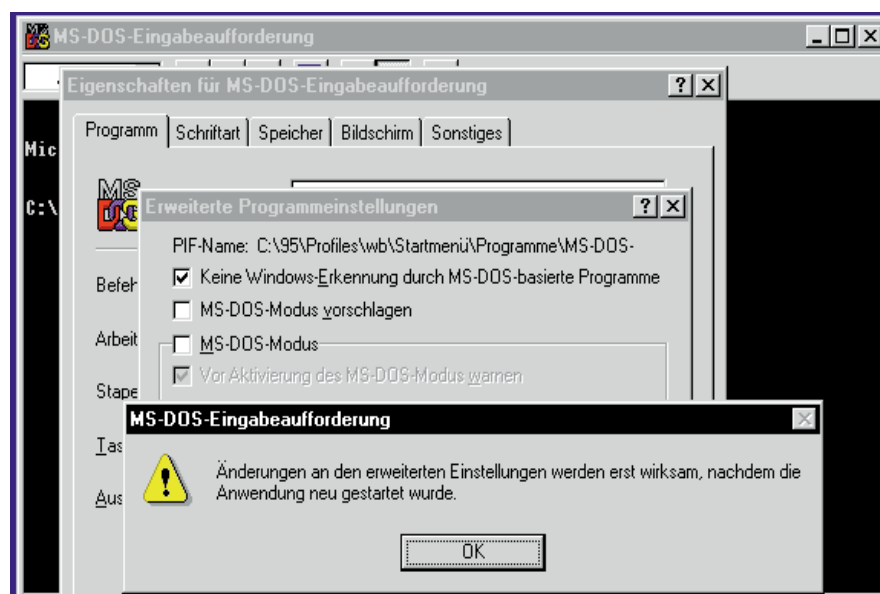 MS-DOS-Eingabeaufforderung
Eigenschaften für MS-DOS-Eingabeaufforderung
Programm Schriftart Speicher Bildschirm Sonstiges
Mic
C:\
MS
Erweiterte Programmeinstellungen
PIF-Name: C:\95\Profiles\wb\Startmenü\Programme\MS-DOS-
Keine Windows-Erkennung durch MS-DOS-basierte Programme
Befeh
MS-DOS-Modus vorschlagen
Arbeit
MS-DOS-Modus
Vor Aktivierung des MS-DOS-Modus warnen
Stape
MS-DOS-Eingabeaufforderung
Tas
Änderungen an den erweiterten Einstellungen werden erst wirksam, nachdem die
Anwendung neu gestartet wurde.
Aus
OK